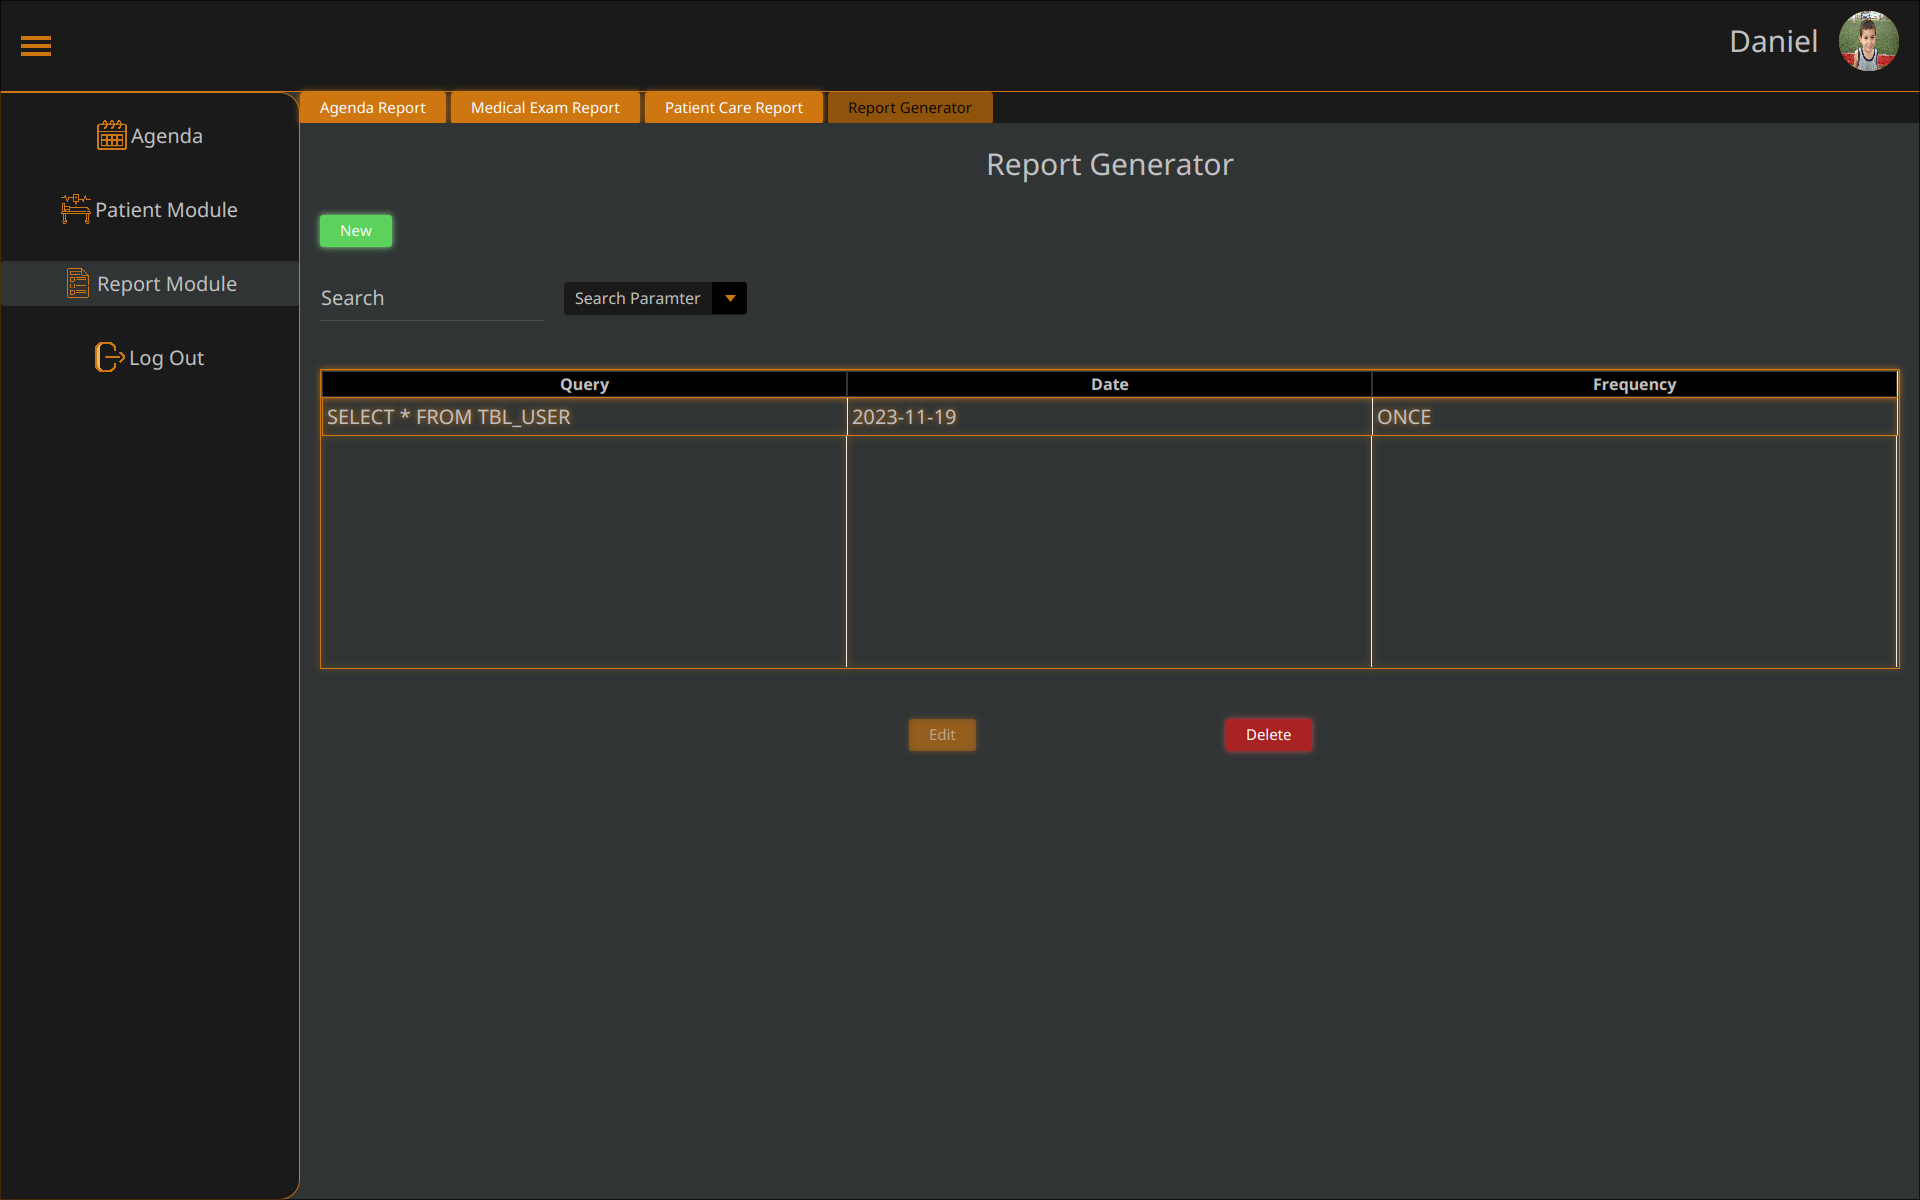 Daniel
Agenda
Patient Module
Report Module
Log Out
Agenda Report
Medical Exam Report
Patient Care Report
Report Generator
Report Generator
New
Search
Search Paramter
Query
Date
Frequency
SELECT * FROM TBL_USER
2023-11-19
ONCE
Edit
Delete